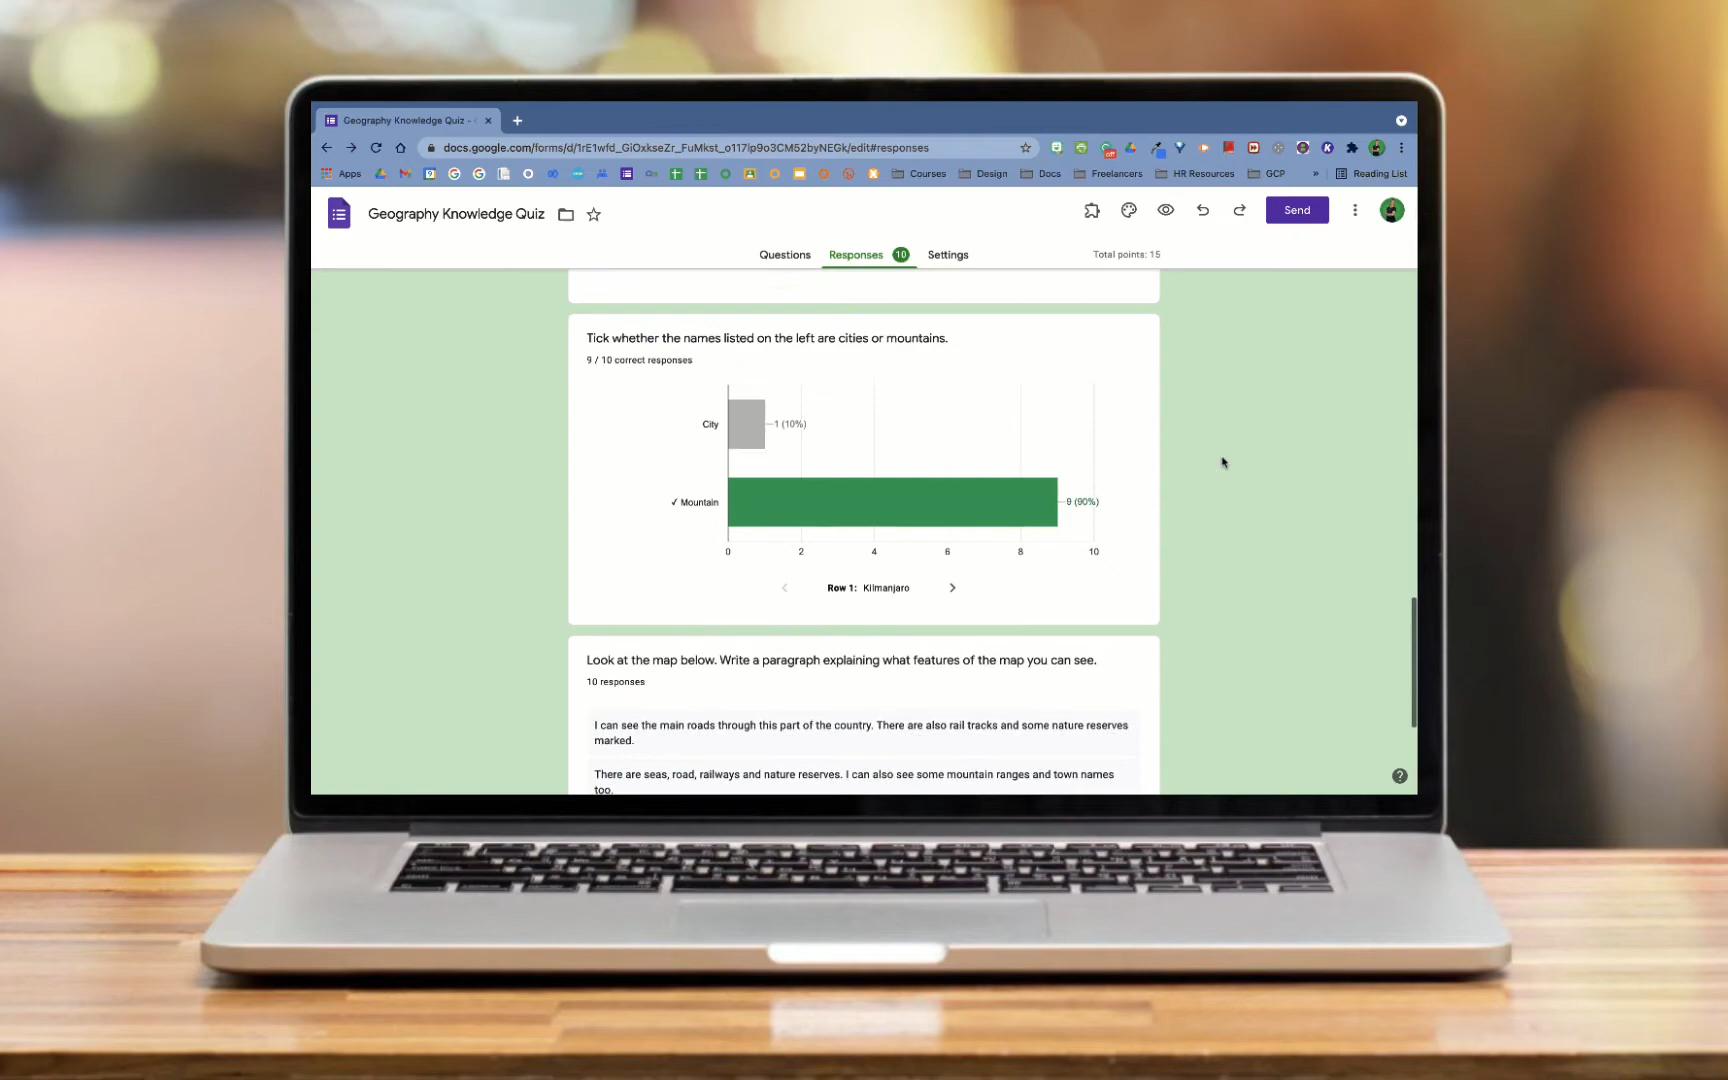 Geography Knowledge Quiz -
docs.google.com/forms/d/1rE1wfd_GiOxkseZr_FuMkst_o117lp9o3CM52byNEGk/edit#responses
Apps Courses Design Docs Freelancers HR Resources GCP » Reading List
off
Geography Knowledge Quiz
Send
Questions Responses 10 Settings Total points: 15
Tick whether the names listed on the left are cities or mountains.
9 / 10 correct responses
City 1 (10%)
✓ Mountain 9 (90%)
0 2 4 6 8 10
Row 1: Kilmanjaro
Look at the map below. Write a paragraph explaining what features of the map you can see.
10 responses
I can see the main roads through this part of the country. There are also rail tracks and some nature reserves
marked.
There are seas, road, railways and nature reserves. I can also see some mountain ranges and town names
too.